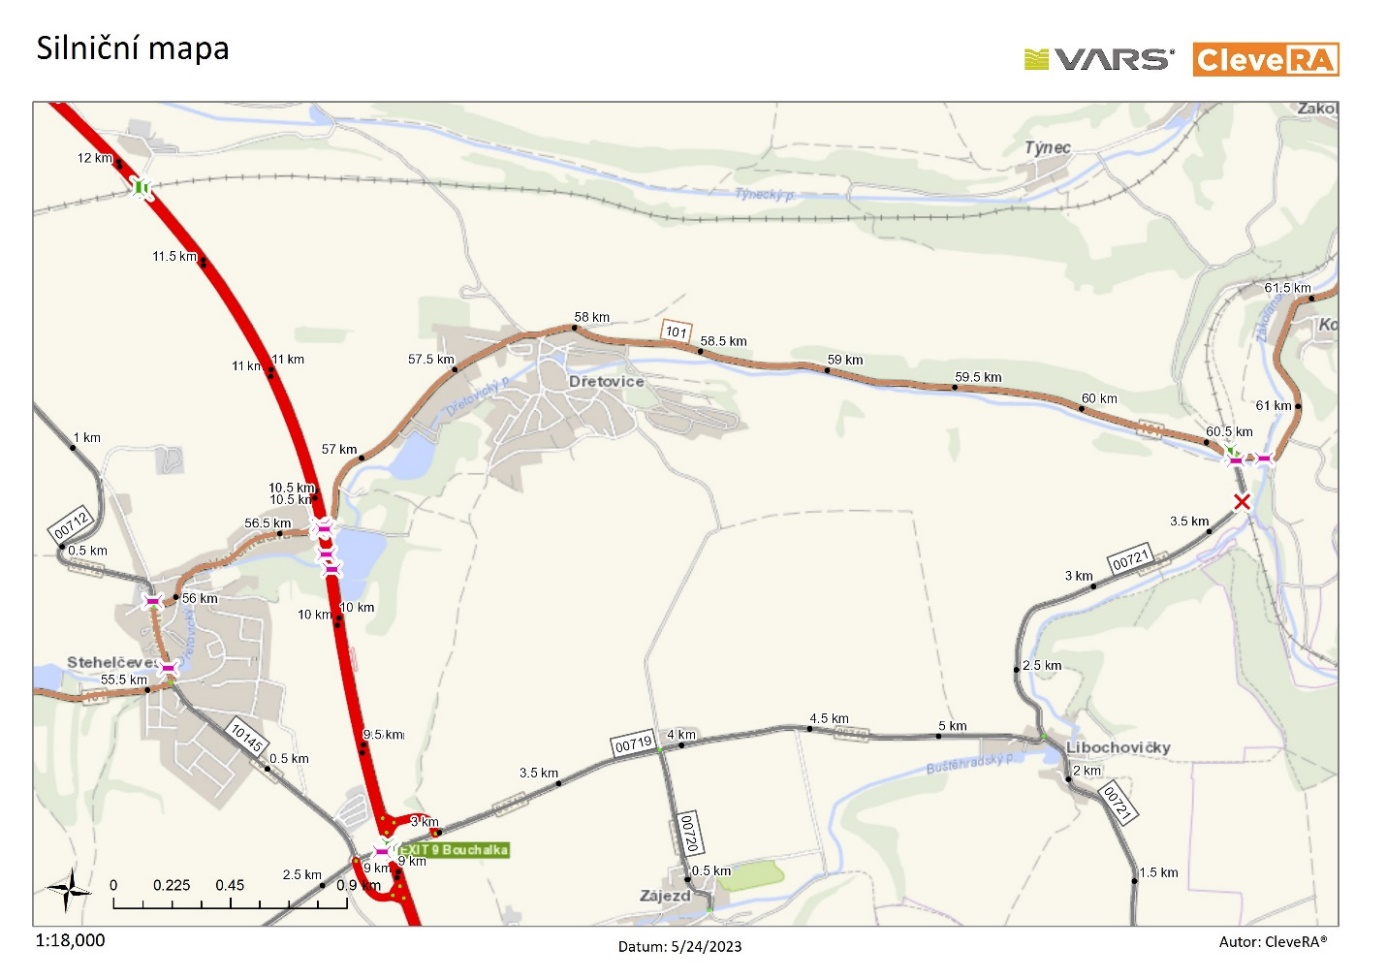 Silniční mapa
VARS®
CleveRA
Zakol
Týnec
12 km
Týnecký p.
11.5 km
61.5 km
58 km
101
58.5 km
Ko
57.5 km
59 km
11 km
11 km
59.5 km
Dřetovice
Dřetovický p.
60 km
61 km
60.5 km
101
1 km
57 km
10.5 km
10.5 km
56.5 km
00712
0.5 km
3.5 km
00721
3 km
56 km
10 km
10 km
Stehelčeves
55.5 km
2.5 km
10145
9.5 km
00719
4 km
4.5 km
5 km
Libochovičky
Buštěhradský p.
0.5 km
3.5 km
2 km
00721
3 km
00720
EXIT 9 Bouchalka
9 km
9 km
2.5 km
0.5 km
1.5 km
Zájezd
0 0.225 0.45 0.9 km
1:18,000
Datum: 5/24/2023
Autor: CleveRA®